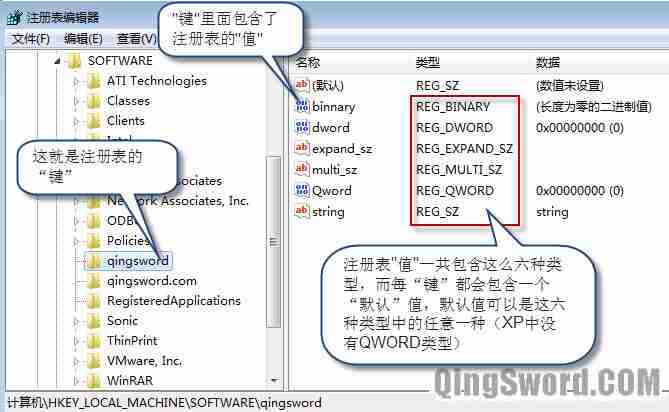 注册表编辑器
文件(F) 编辑(E) 查看(V)
"键"里面包含了
注册表的"值"
SOFTWARE
ATI Technologies
Classes
Clients
这就是注册表的
“键”
Associates
Network Associates, Inc.
ODB
Policies
qingsword
qingsword.com
RegisteredApplications
Sonic
ThinPrint
VMware, Inc.
WinRAR
名称 类型 数据
(默认) REG_SZ (数值未设置)
binnary REG_BINARY (长度为零的二进制值)
dword REG_DWORD 0x00000000 (0)
expand_sz REG_EXPAND_SZ
multi_sz REG_MULTI_SZ
Qword REG_QWORD 0x00000000 (0)
string REG_SZ string
注册表"值"一共包含这么六种类
型，而每“键”都会包含一个
“默认”值，默认值可以是这六
种类型中的任意一种（XP中没
有QWORD类型）
QingSword.COM
计算机\HKEY_LOCAL_MACHINE\SOFTWARE\qingsword